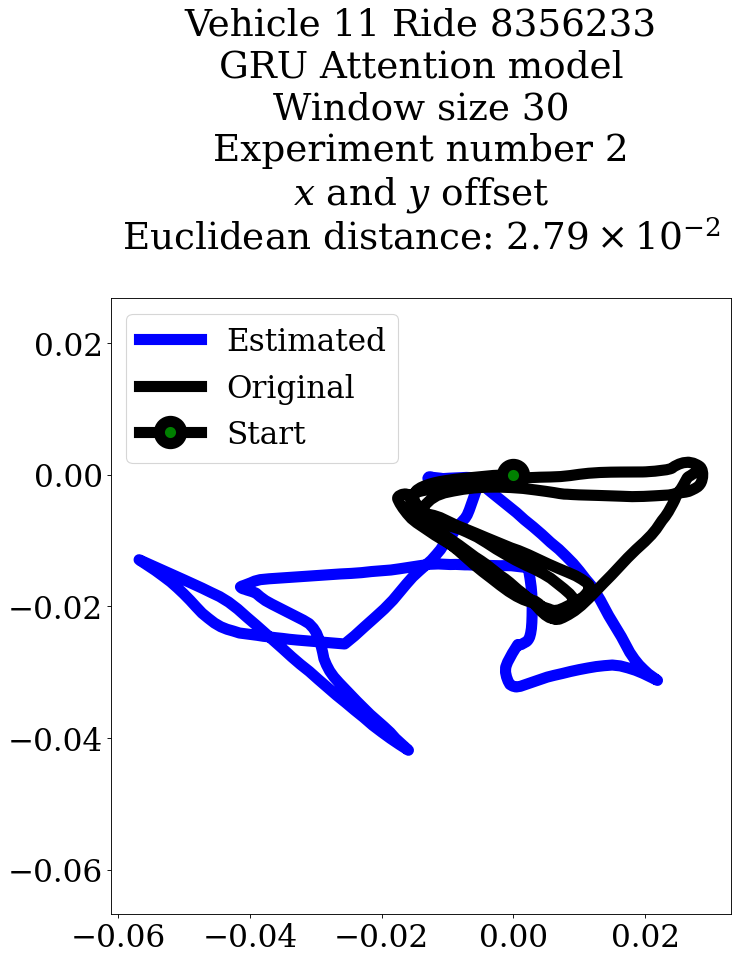 Vehicle 11 Ride 8356233
GRU Attention model
Window size 30
Experiment number 2
x and y offset
Euclidean distance: 2.79 × 10⁻²
Estimated
Original
Start
0.02
0.00
−0.02
−0.04
−0.06
−0.06 −0.04 −0.02 0.00 0.02